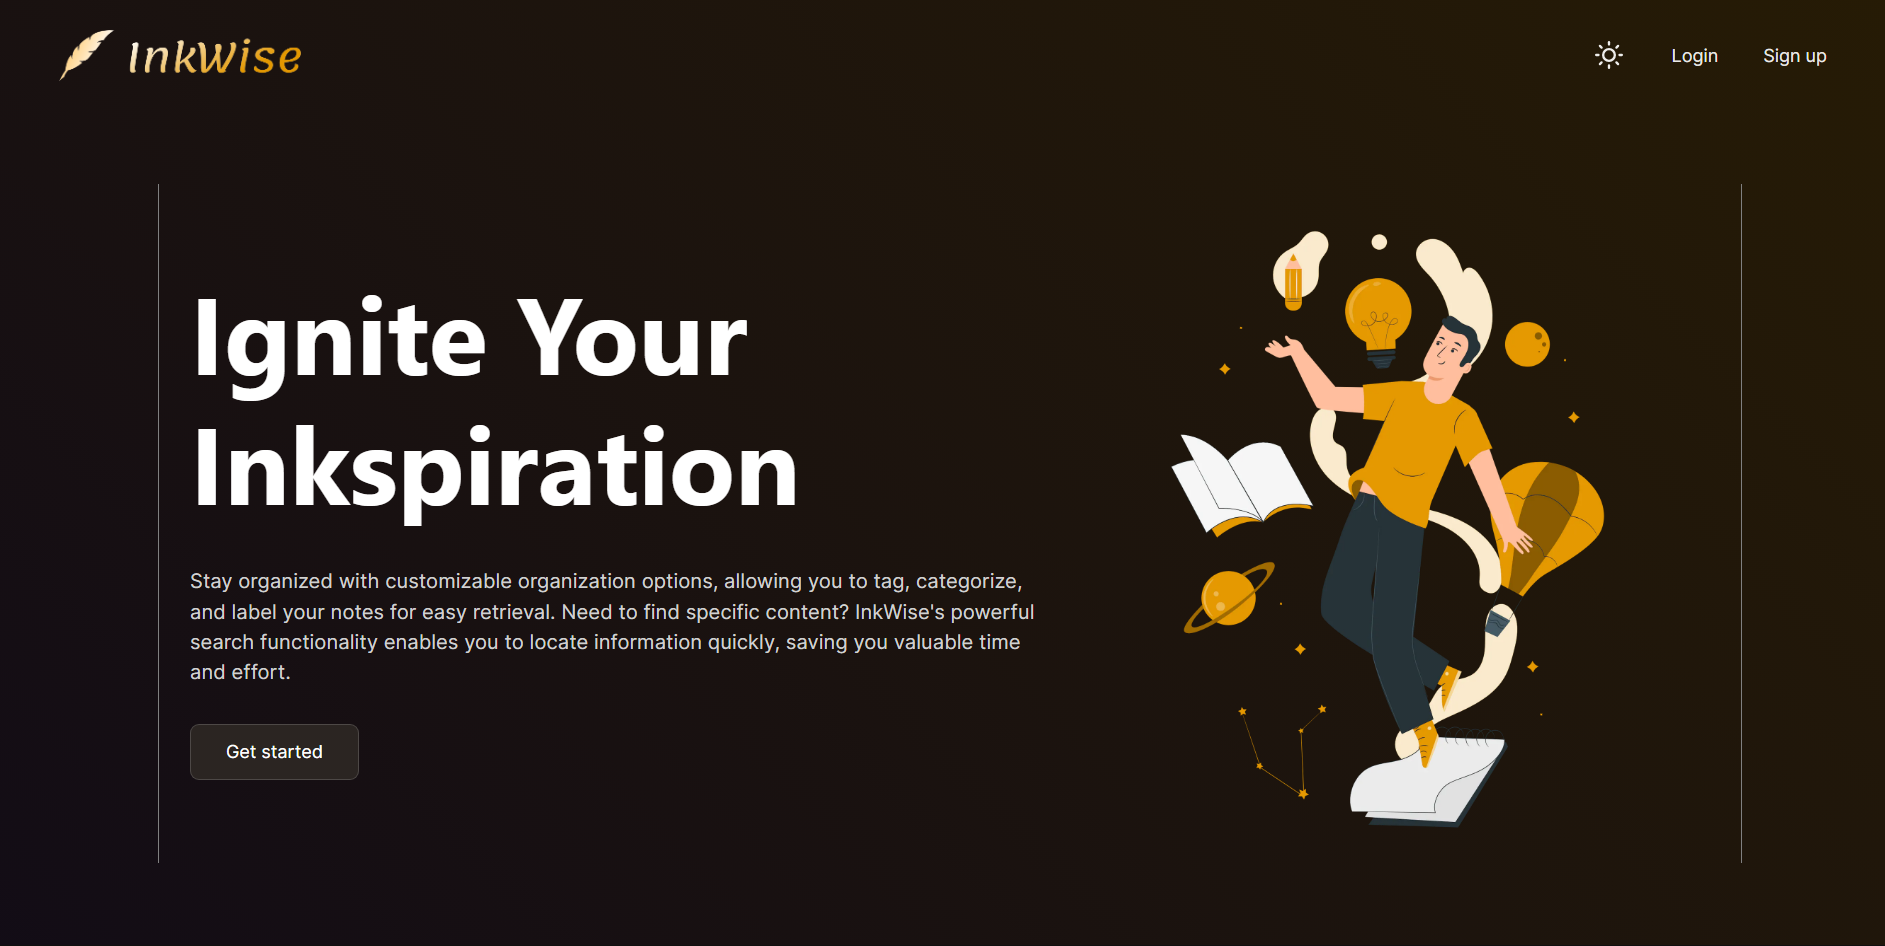 InkWise
Login
Sign up
Ignite Your
Inkspiration
Stay organized with customizable organization options, allowing you to tag, categorize,
and label your notes for easy retrieval. Need to find specific content? InkWise's powerful
search functionality enables you to locate information quickly, saving you valuable time
and effort.
Get started